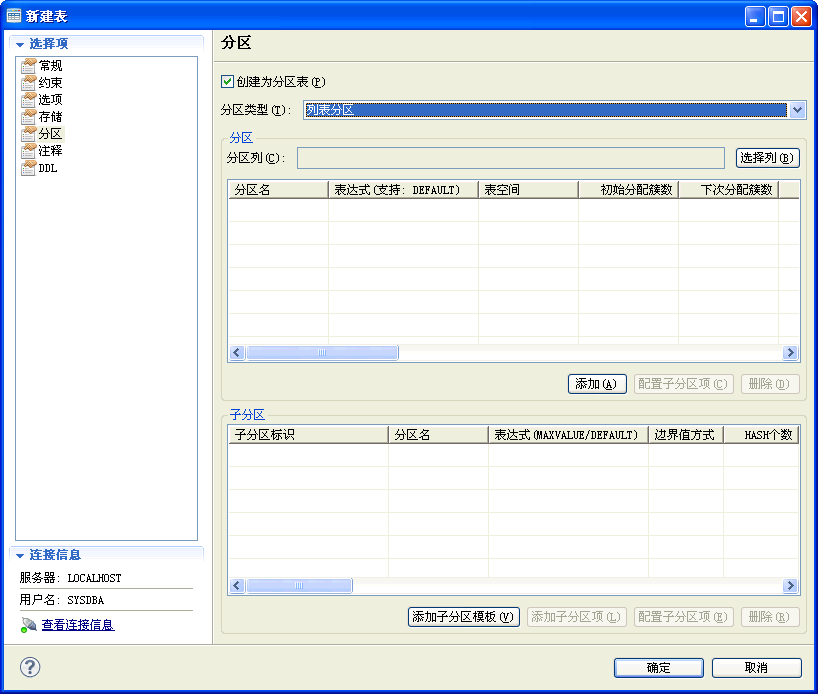 新建表
选择项
常规
约束
选项
存储
分区
注释
DDL
连接信息
服务器: LOCALHOST
用户名: SYSDBA
查看连接信息
分区
创建为分区表(P)
分区类型(T): 列表分区
分区
分区列(C): 选择列(B)
分区名 表达式(支持: DEFAULT) 表空间 初始分配簇数 下次分配簇数
添加(A) 配置子分区项(C) 删除(D)
子分区
子分区标识 分区名 表达式(MAXVALUE/DEFAULT) 边界值方式 HASH个数
添加子分区模板(V) 添加子分区项(L) 配置子分区项(E) 删除(R)
? 确定 取消